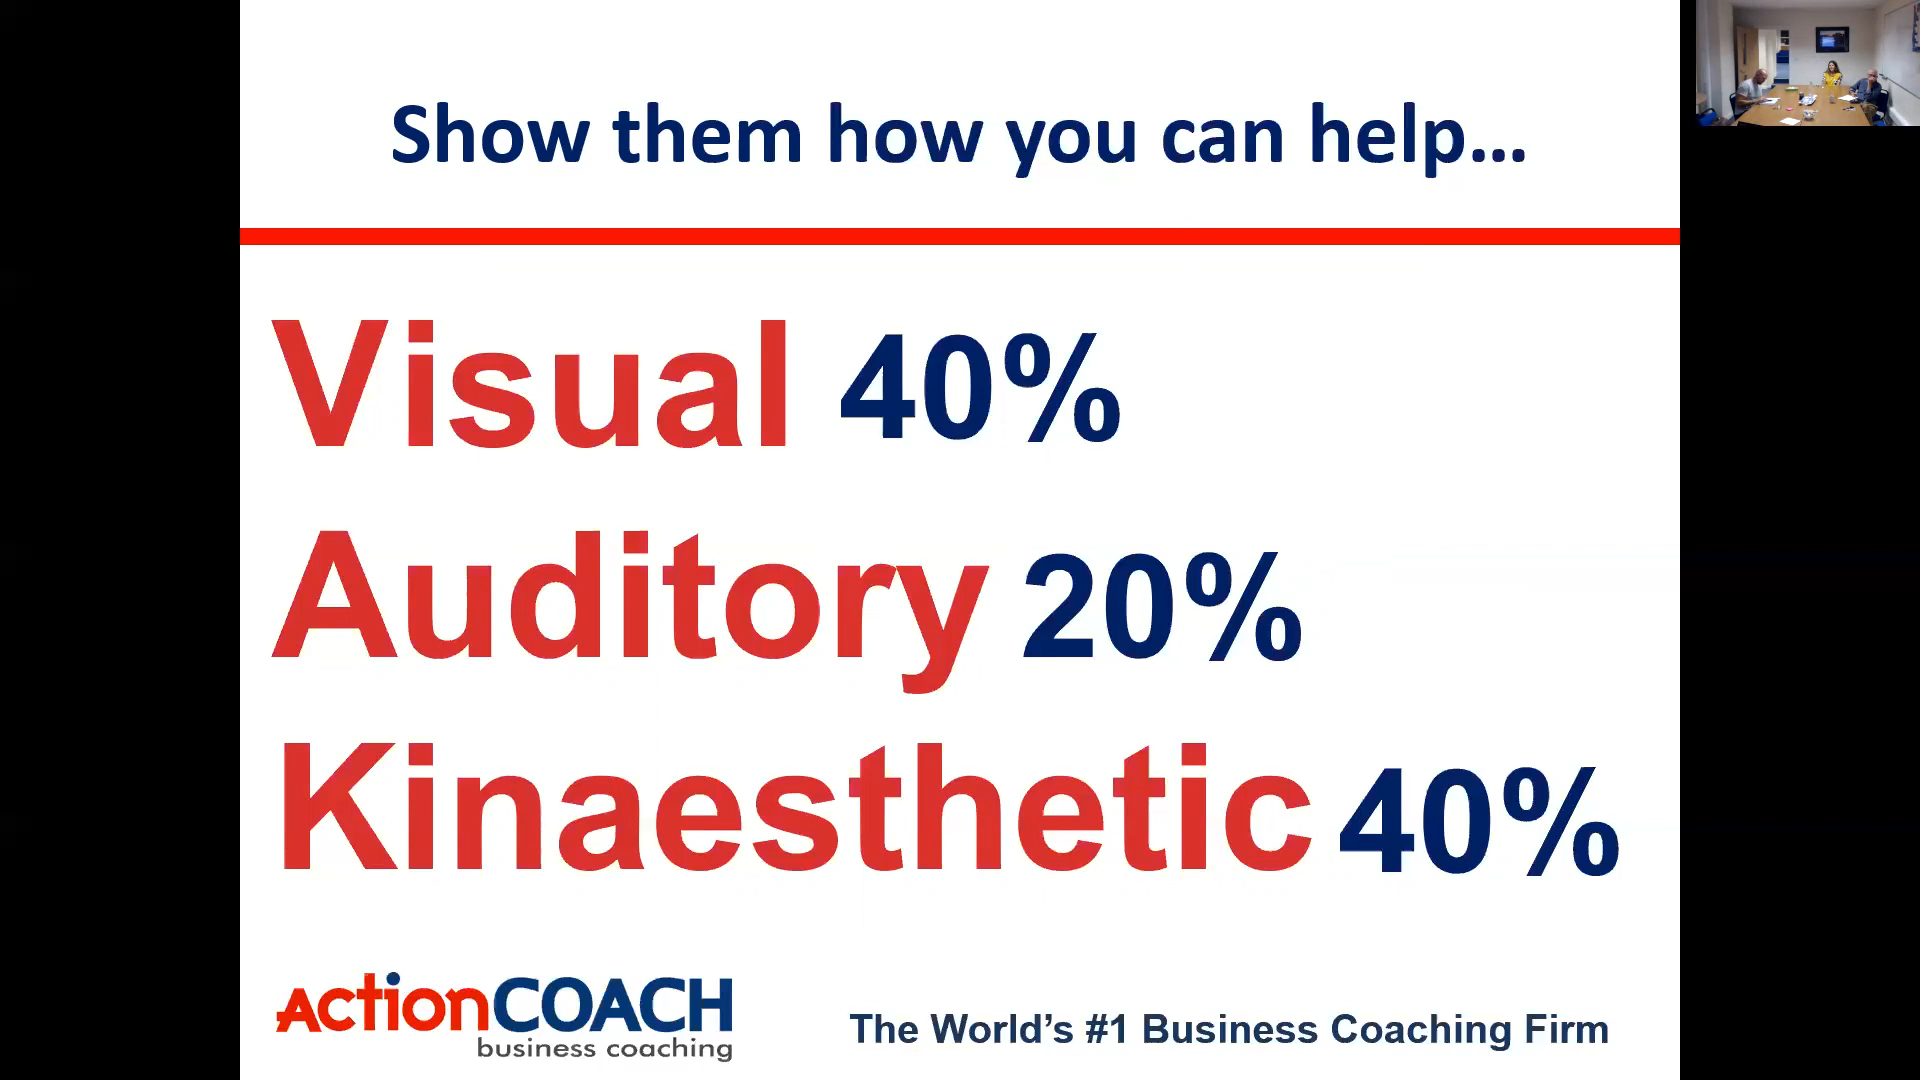 Show them how you can help...
Visual 40%
Auditory 20%
Kinaesthetic 40%
ActionCOACH
business coaching
The World's #1 Business Coaching Firm